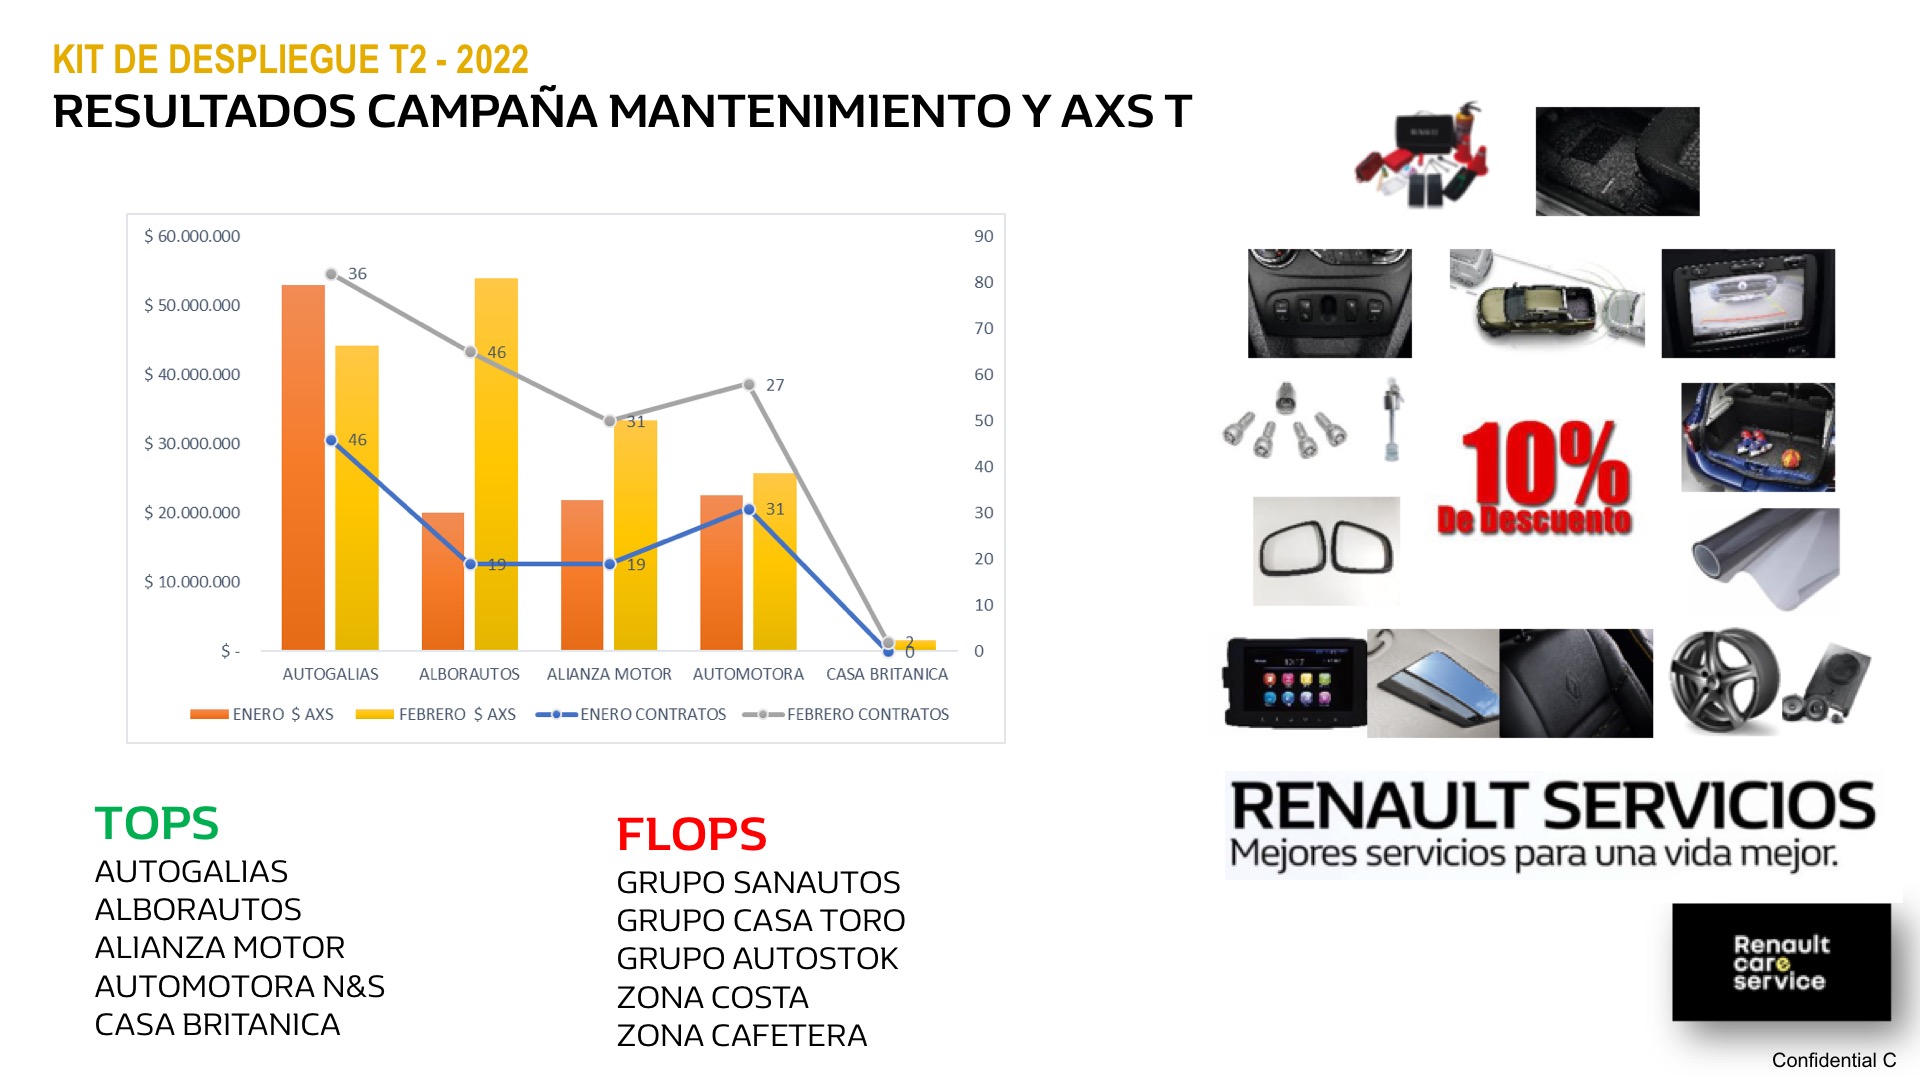 KIT DE DESPLIEGUE T2 - 2022
RESULTADOS CAMPAÑA MANTENIMIENTO Y AXS T
$ 60.000.000
$ 50.000.000
$ 40.000.000
$ 30.000.000
$ 20.000.000
$ 10.000.000
$ -
90
80
70
60
50
40
30
20
10
0
36
46
31
27
2
46
19
19
31
0
AUTOGALIAS ALBORAUTOS ALIANZA MOTOR AUTOMOTORA CASA BRITANICA
ENERO $ AXS FEBRERO $ AXS ENERO CONTRATOS FEBRERO CONTRATOS
TOPS
AUTOGALIAS
ALBORAUTOS
ALIANZA MOTOR
AUTOMOTORA N&S
CASA BRITANICA
FLOPS
GRUPO SANAUTOS
GRUPO CASA TORO
GRUPO AUTOSTOK
ZONA COSTA
ZONA CAFETERA
10%
De Descuento
RENAULT SERVICIOS
Mejores servicios para una vida mejor.
Renault
care
service
Confidential C